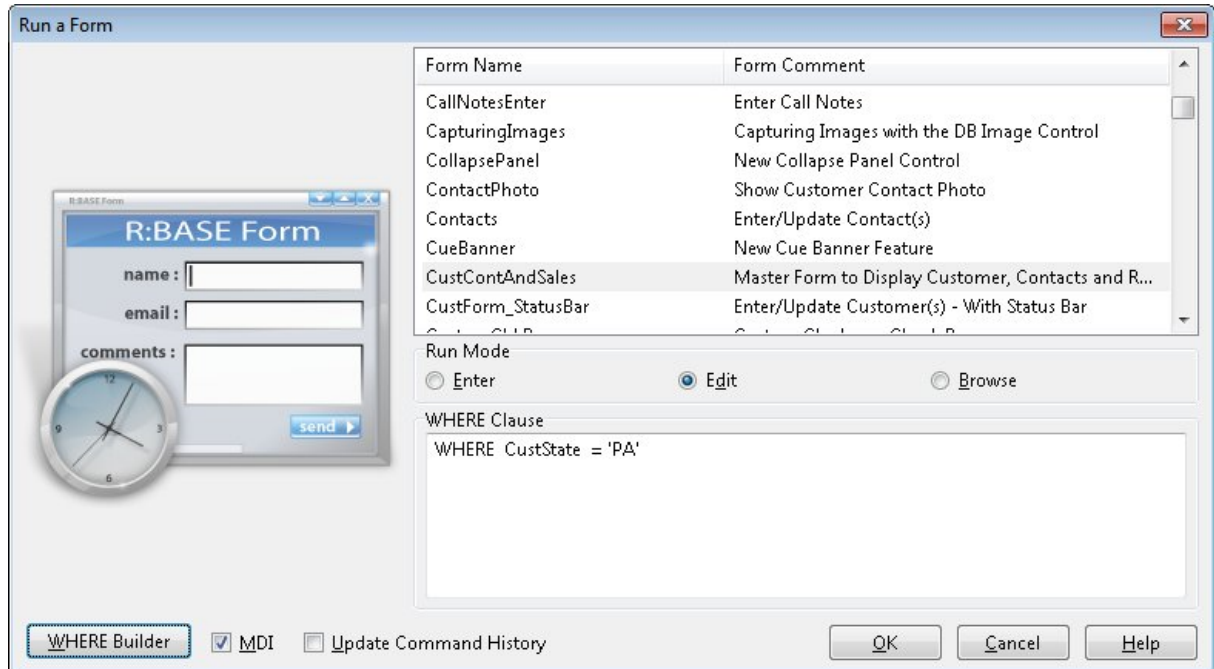 Run a Form
Form Name Form Comment
CallNotesEnter Enter Call Notes
CapturingImages Capturing Images with the DB Image Control
CollapsePanel New Collapse Panel Control
ContactPhoto Show Customer Contact Photo
Contacts Enter/Update Contact(s)
CueBanner New Cue Banner Feature
CustContAndSales Master Form to Display Customer, Contacts and R...
CustForm_StatusBar Enter/Update Customer(s) - With Status Bar
R:BASE Form
R:BASE Form
name :
email :
comments :
12
3
6
9
send
Run Mode
Enter Edit Browse
WHERE Clause
WHERE CustState = 'PA'
WHERE Builder MDI Update Command History OK Cancel Help